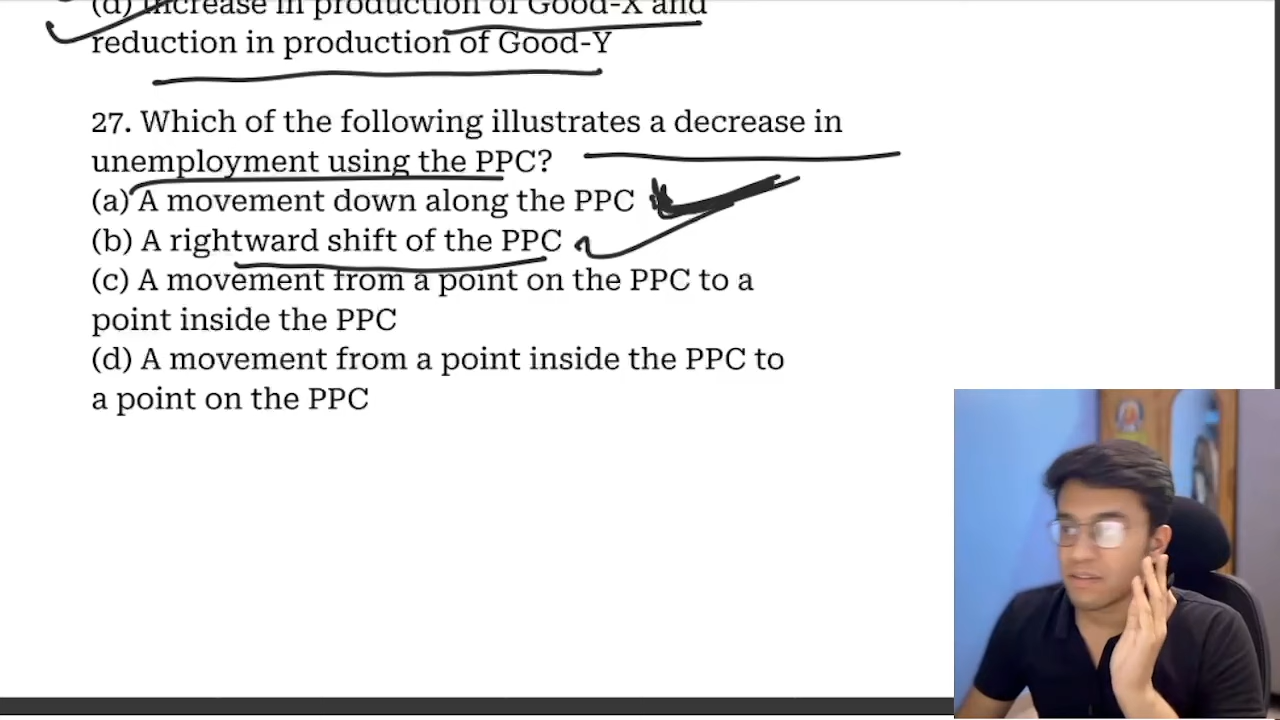 (d) Increase in production of Good-X and
reduction in production of Good-Y
27. Which of the following illustrates a decrease in
unemployment using the PPC?
(a) A movement down along the PPC
(b) A rightward shift of the PPC
(c) A movement from a point on the PPC to a
point inside the PPC
(d) A movement from a point inside the PPC to
a point on the PPC